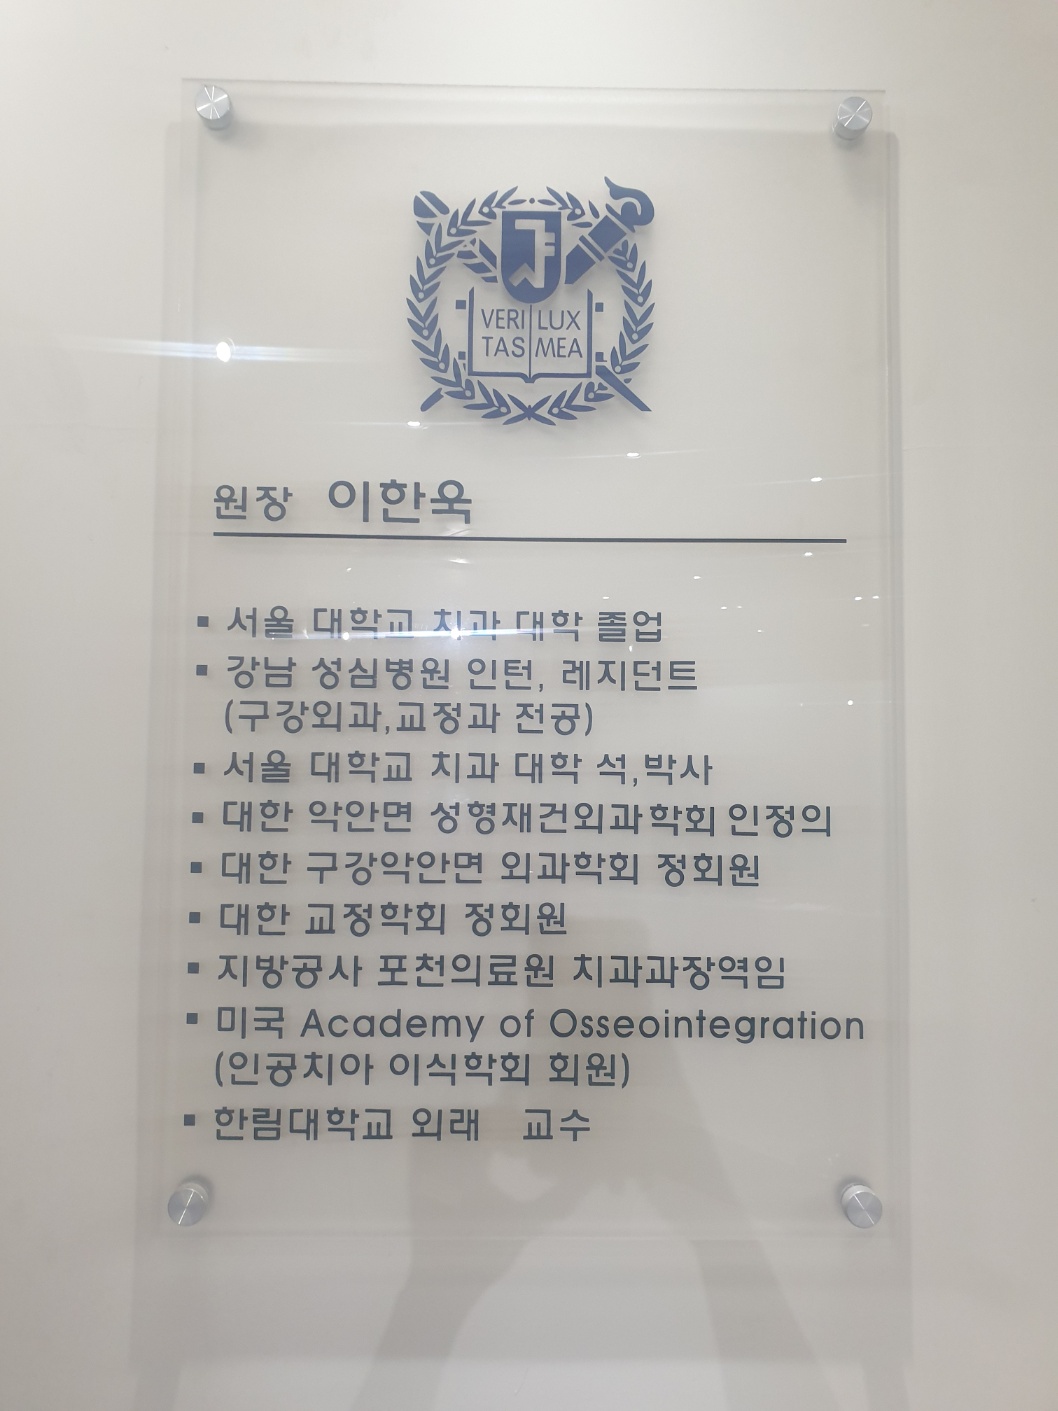 VERI LUX
TAS MEA
원장 이한욱
▪ 서울 대학교 치과 대학 졸업
▪ 강남 성심병원 인턴, 레지던트
(구강외과,교정과 전공)
▪ 서울 대학교 치과 대학 석,박사
▪ 대한 악안면 성형재건외과학회 인정의
▪ 대한 구강악안면 외과학회 정회원
▪ 대한 교정학회 정회원
▪ 지방공사 포천의료원 치과과장역임
▪ 미국 Academy of Osseointegration
(인공치아 이식학회 회원)
▪ 한림대학교 외래 교수